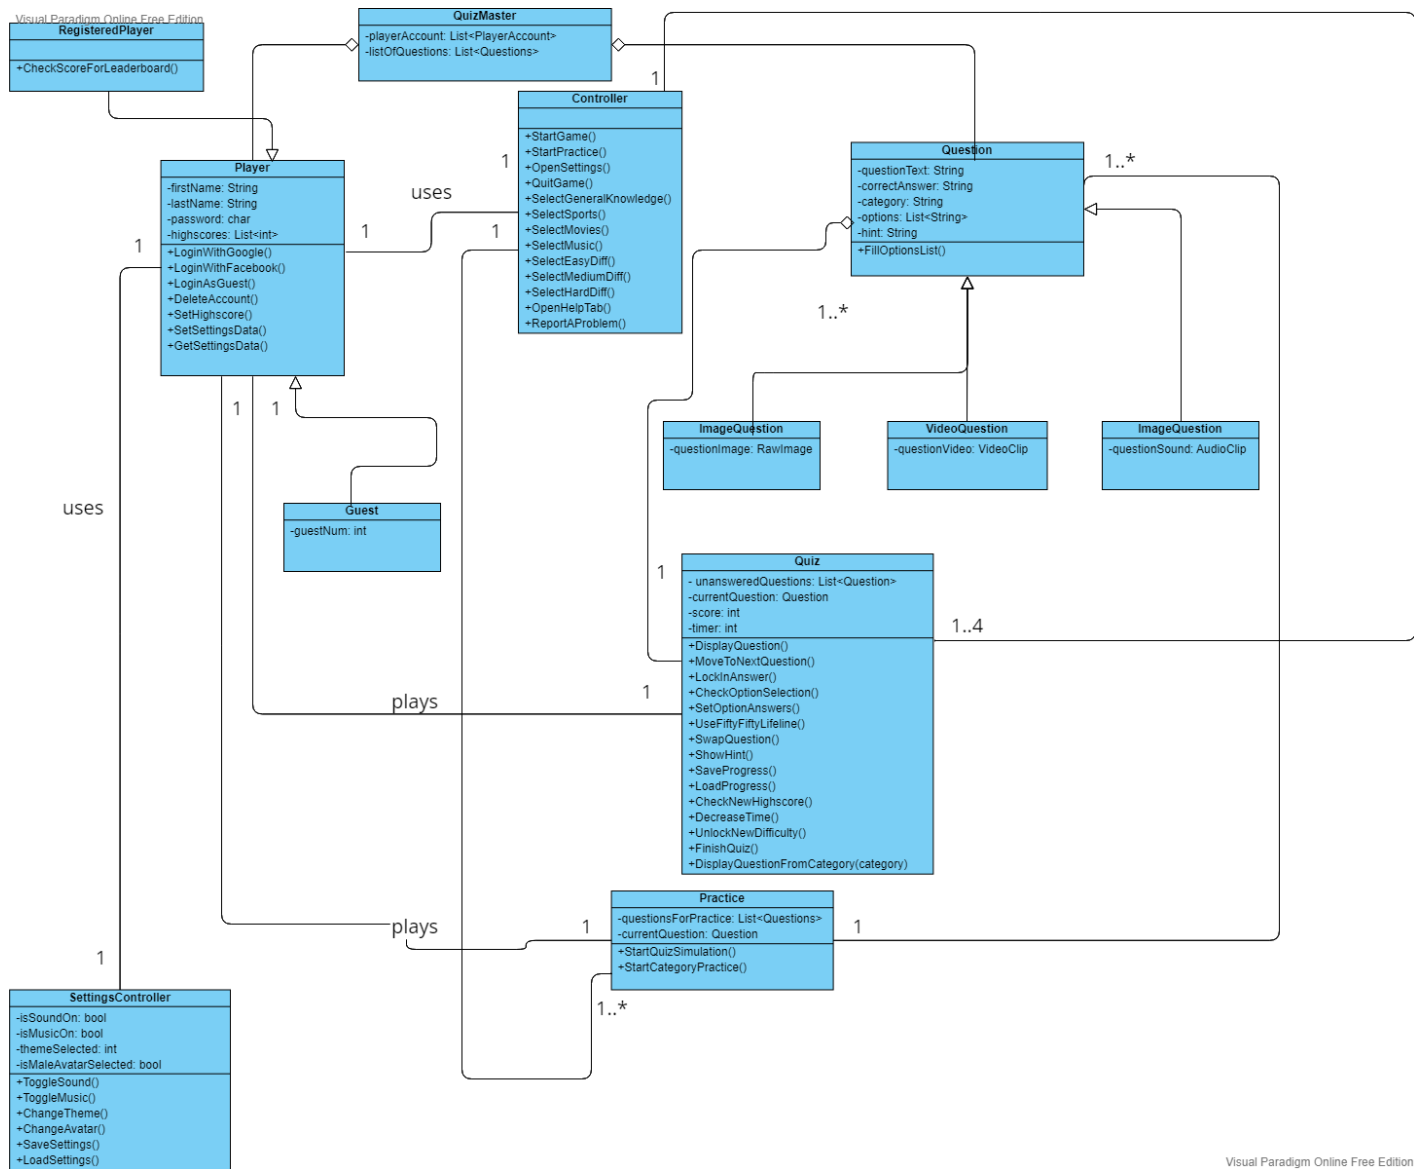 Visual Paradigm Online Free Edition
RegisteredPlayer
+CheckScoreForLeaderboard()
QuizMaster
-playerAccount: List<PlayerAccount>
-listOfQuestions: List<Questions>
1
Controller
+StartGame()
+StartPractice()
+OpenSettings()
+QuitGame()
+SelectGeneralKnowledge()
+SelectSports()
+SelectMovies()
+SelectMusic()
+SelectEasyDiff()
+SelectMediumDiff()
+SelectHardDiff()
+OpenHelpTab()
+ReportAProblem()
1
1
Question
-questionText: String
-correctAnswer: String
-category: String
-options: List<String>
-hint: String
+FillOptionsList()
1..*
1..*
Player
-firstName: String
-lastName: String
-password: char
-highscores: List<int>
+LoginWithGoogle()
+LoginWithFacebook()
+LoginAsGuest()
+DeleteAccount()
+SetHighscore()
+SetSettingsData()
+GetSettingsData()
uses
1
1
1
1
uses
Guest
-guestNum: int
ImageQuestion
-questionImage: RawImage
VideoQuestion
-questionVideo: VideoClip
ImageQuestion
-questionSound: AudioClip
1
Quiz
- unansweredQuestions: List<Question>
-currentQuestion: Question
-score: int
-timer: int
+DisplayQuestion()
+MoveToNextQuestion()
+LockInAnswer()
+CheckOptionSelection()
+SetOptionAnswers()
+UseFiftyFiftyLifeline()
+SwapQuestion()
+ShowHint()
+SaveProgress()
+LoadProgress()
+CheckNewHighscore()
+DecreaseTime()
+UnlockNewDifficulty()
+FinishQuiz()
+DisplayQuestionFromCategory(category)
1..4
plays
1
Practice
-questionsForPractice: List<Questions>
-currentQuestion: Question
+StartQuizSimulation()
+StartCategoryPractice()
plays
1
1
1..*
1
SettingsController
-isSoundOn: bool
-isMusicOn: bool
-themeSelected: int
-isMaleAvatarSelected: bool
+ToggleSound()
+ToggleMusic()
+ChangeTheme()
+ChangeAvatar()
+SaveSettings()
+LoadSettings()
Visual Paradigm Online Free Edition